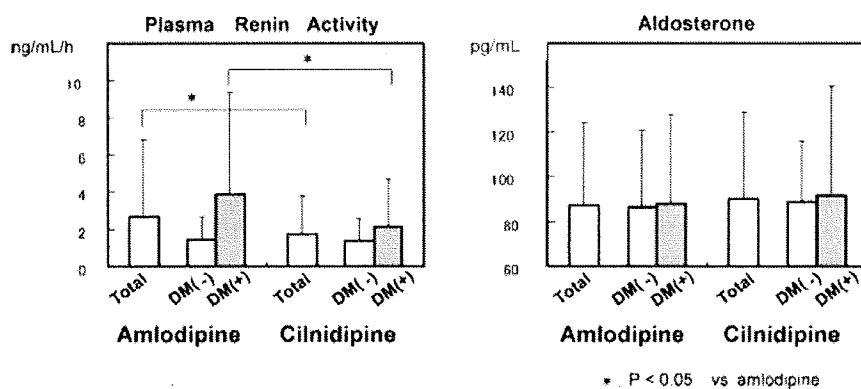 Plasma Renin Activity
ng/mL/h
10
8
6
4
2
0
*
*
Total
DM(-)
DM(+)
Total
DM(-)
DM(+)
Amlodipine
Cilnidipine
Aldosterone
pg/mL
140
120
100
80
60
Total
DM(-)
DM(+)
Total
DM(-)
DM(+)
Amlodipine
Cilnidipine
* P < 0.05 vs amlodipine